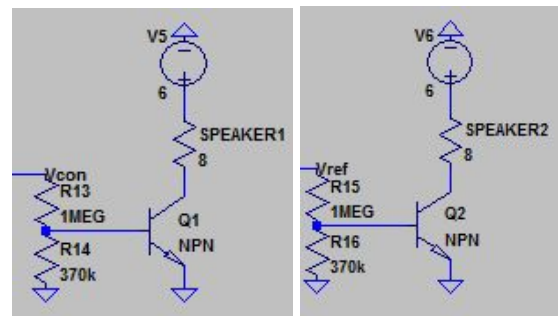 V5
6
SPEAKER1
8
Vcon
R13
1MEG
Q1
R14
NPN
370k
V6
6
SPEAKER2
8
Vref
R15
1MEG
Q2
R16
NPN
370k